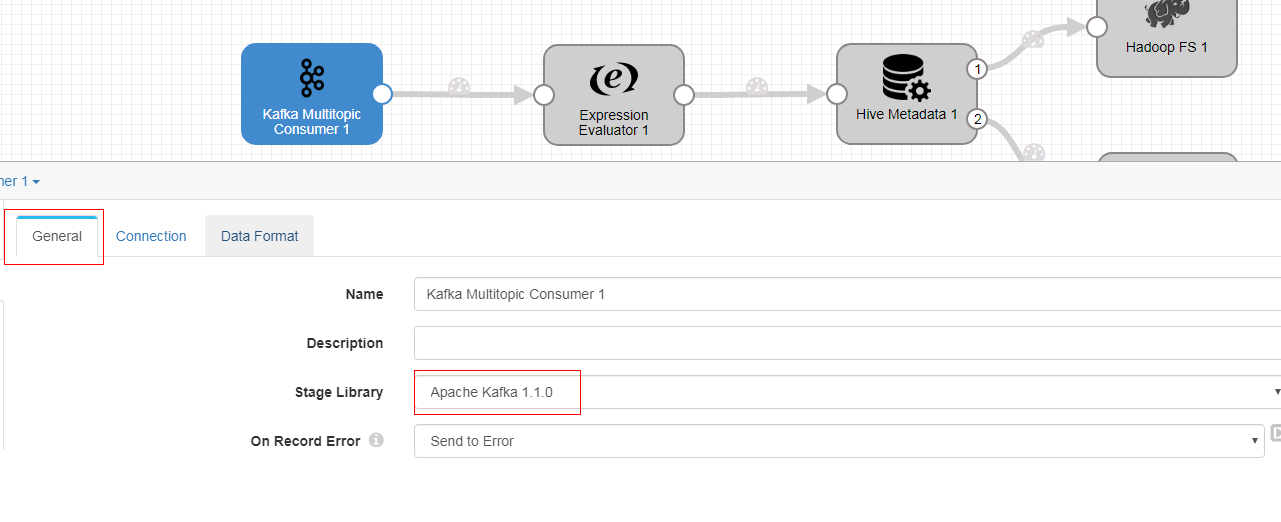 Hadoop FS 1
Kafka Multitopic
Consumer 1
Expression
Evaluator 1
Hive Metadata 1
1
2
ner 1
General
Connection
Data Format
Name
Kafka Multitopic Consumer 1
Description
Stage Library
Apache Kafka 1.1.0
On Record Error
Send to Error